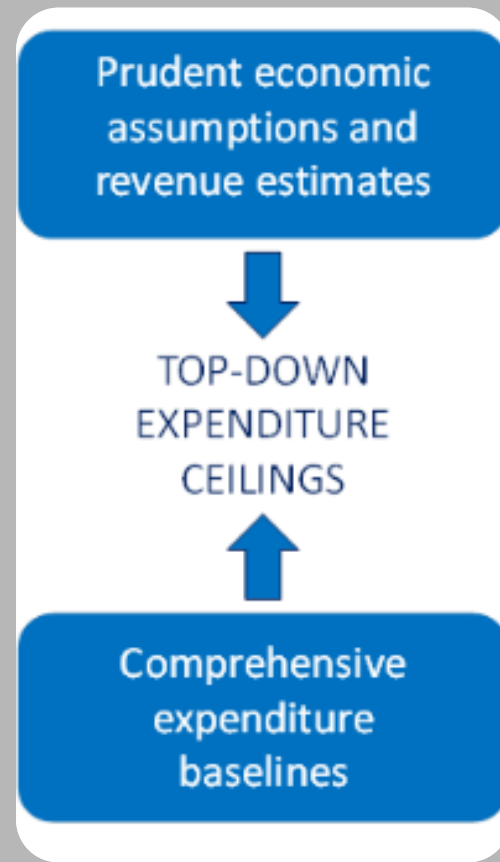 Prudent economic
assumptions and
revenue estimates
TOP-DOWN
EXPENDITURE
CEILINGS
Comprehensive
expenditure
baselines